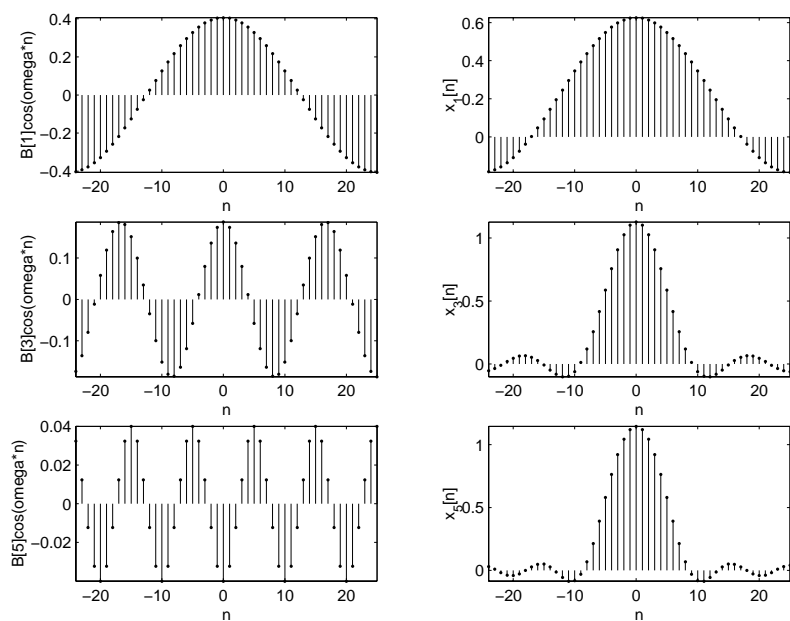 0.4
0.2
0
−0.2
−0.4
B[1]cos(omega*n)
−20 −10 0 10 20
n
0.6
0.4
0.2
0
x₁[n]
−20 −10 0 10 20
n
0.1
0
−0.1
B[3]cos(omega*n)
−20 −10 0 10 20
n
1
0.5
0
x₃[n]
−20 −10 0 10 20
n
0.04
0.02
0
−0.02
B[5]cos(omega*n)
−20 −10 0 10 20
n
1
0.5
0
x₅[n]
−20 −10 0 10 20
n